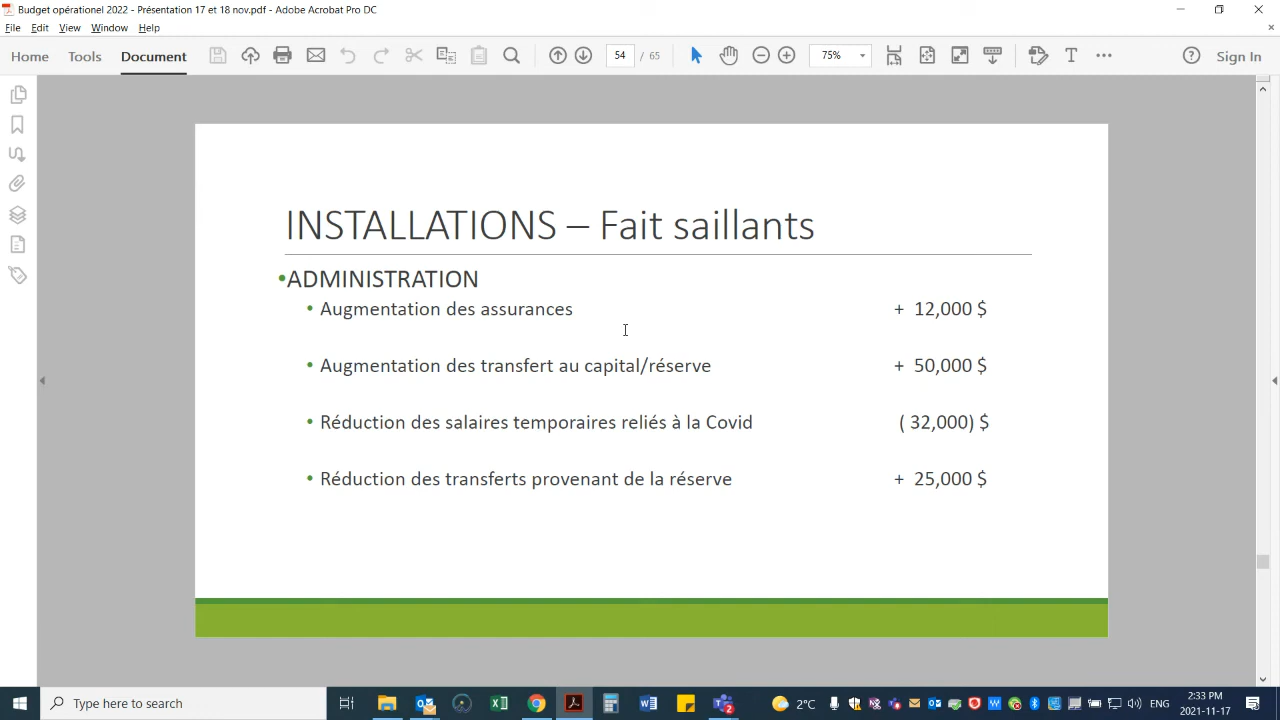 Budget opérationel 2022 - Présentation 17 et 18 nov.pdf - Adobe Acrobat Pro DC
File Edit View Window Help
Home Tools Document 54 / 65 75% Sign In
INSTALLATIONS – Fait saillants
•ADMINISTRATION
• Augmentation des assurances + 12,000 $
• Augmentation des transfert au capital/réserve + 50,000 $
• Réduction des salaires temporaires reliés à la Covid ( 32,000) $
• Réduction des transferts provenant de la réserve + 25,000 $
Type here to search 2°C ENG 2:33 PM
2021-11-17